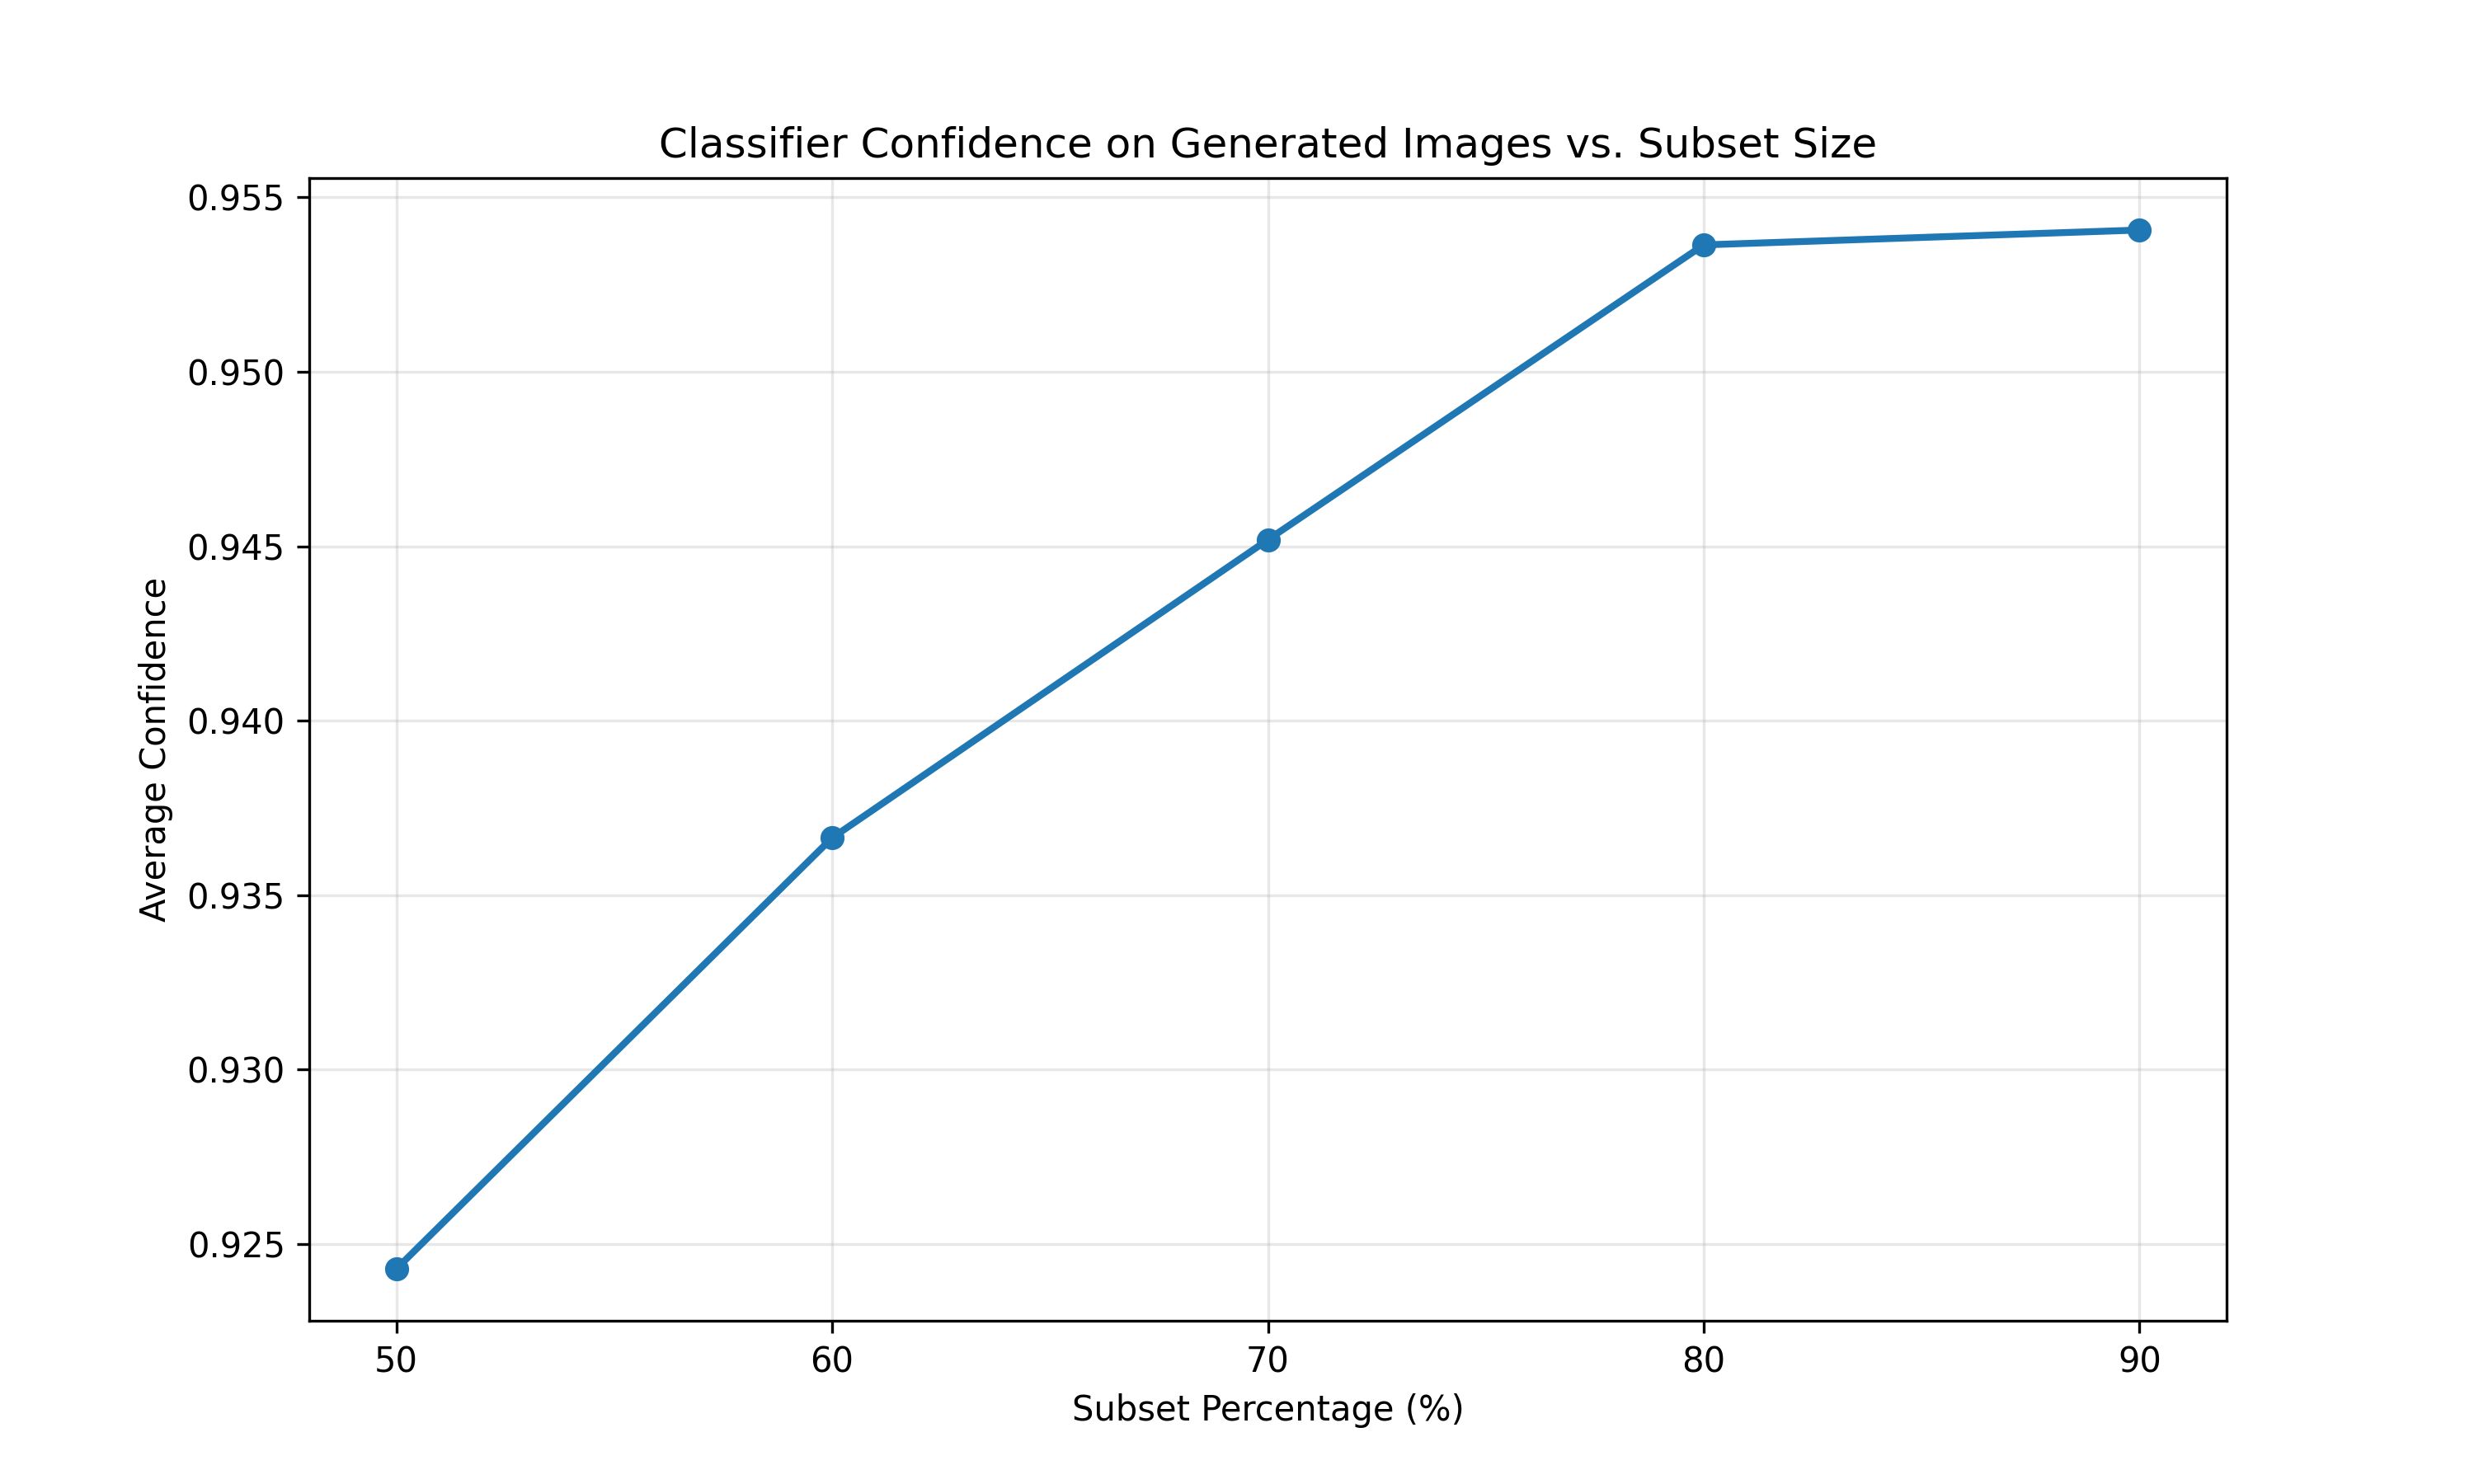 Classifier Confidence on Generated Images vs. Subset Size
0.955
0.950
0.945
0.940
0.935
0.930
0.925
Average Confidence
50 60 70 80 90
Subset Percentage (%)